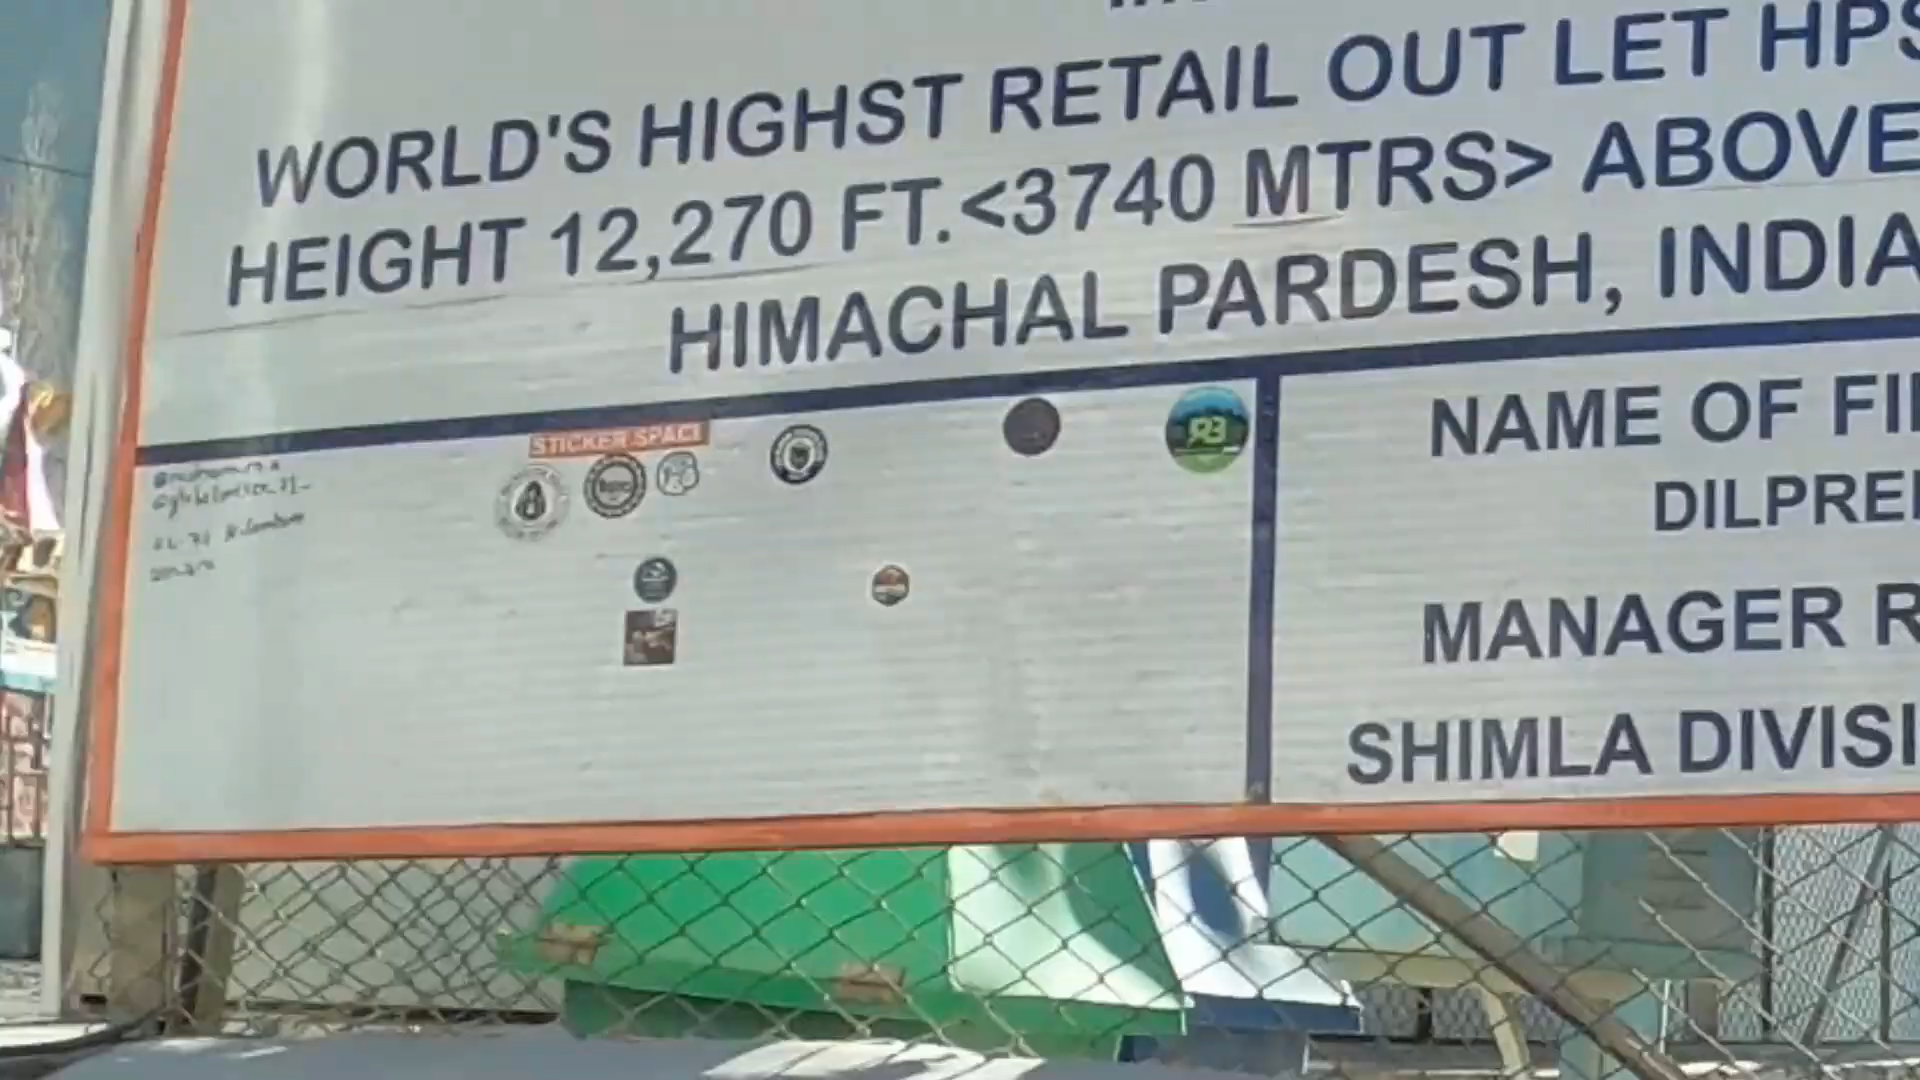 WORLD'S HIGHST RETAIL OUT LET HPS
HEIGHT 12,270 FT.<3740 MTRS> ABOVE
HIMACHAL PARDESH, INDIA
STICKER SPACE
NAME OF FI
DILPRE
MANAGER R
SHIMLA DIVISI